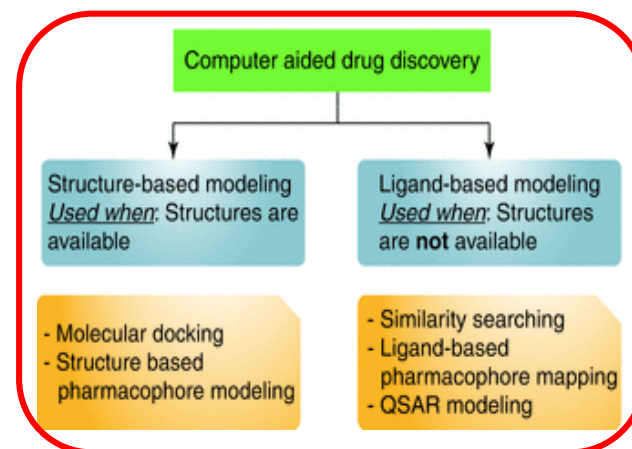 Computer aided drug discovery
Structure-based modeling
Used when: Structures are
available
Ligand-based modeling
Used when: Structures
are not available
- Molecular docking
- Structure based
pharmacophore modeling
- Similarity searching
- Ligand-based
pharmacophore mapping
- QSAR modeling